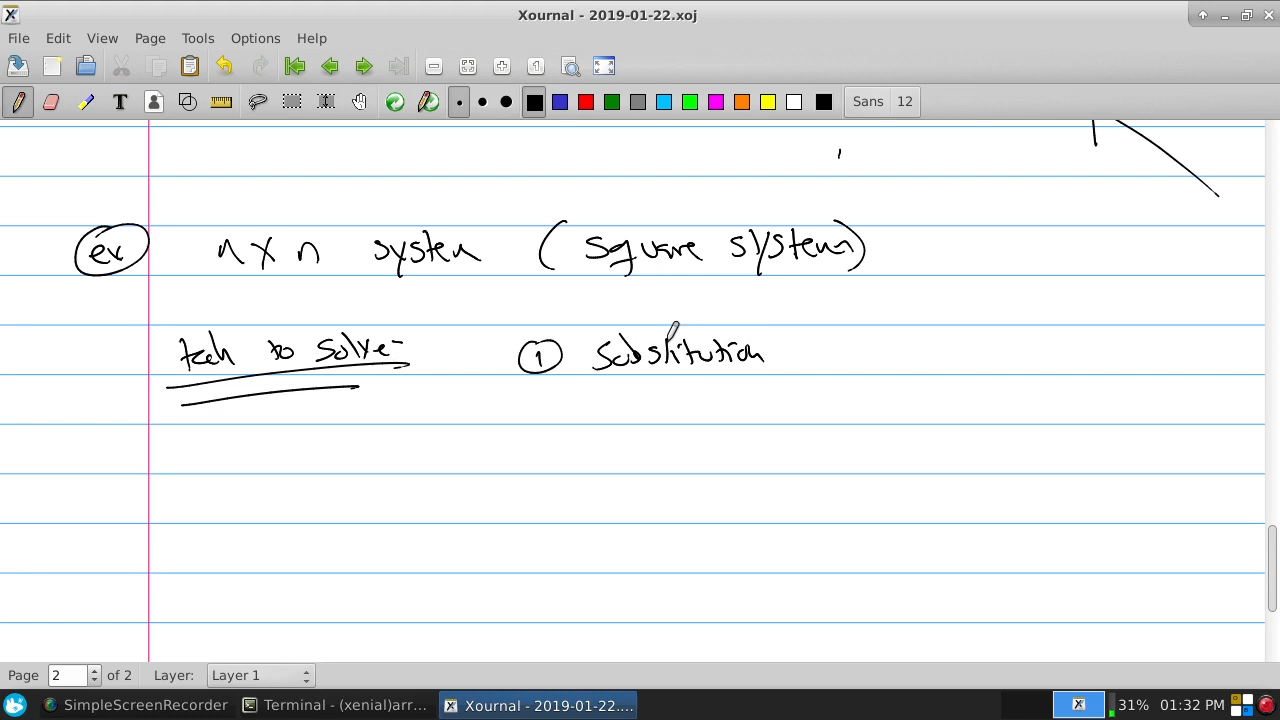 Xournal - 2019-01-22.xoj
File Edit View Page Tools Options Help
Sans 12
ex n x n system (square system)
tech to solve - ① Substitution
Page 2 of 2 Layer: Layer 1
SimpleScreenRecorder Terminal - (xenial)arr... Xournal - 2019-01-22.... 31% 01:32 PM